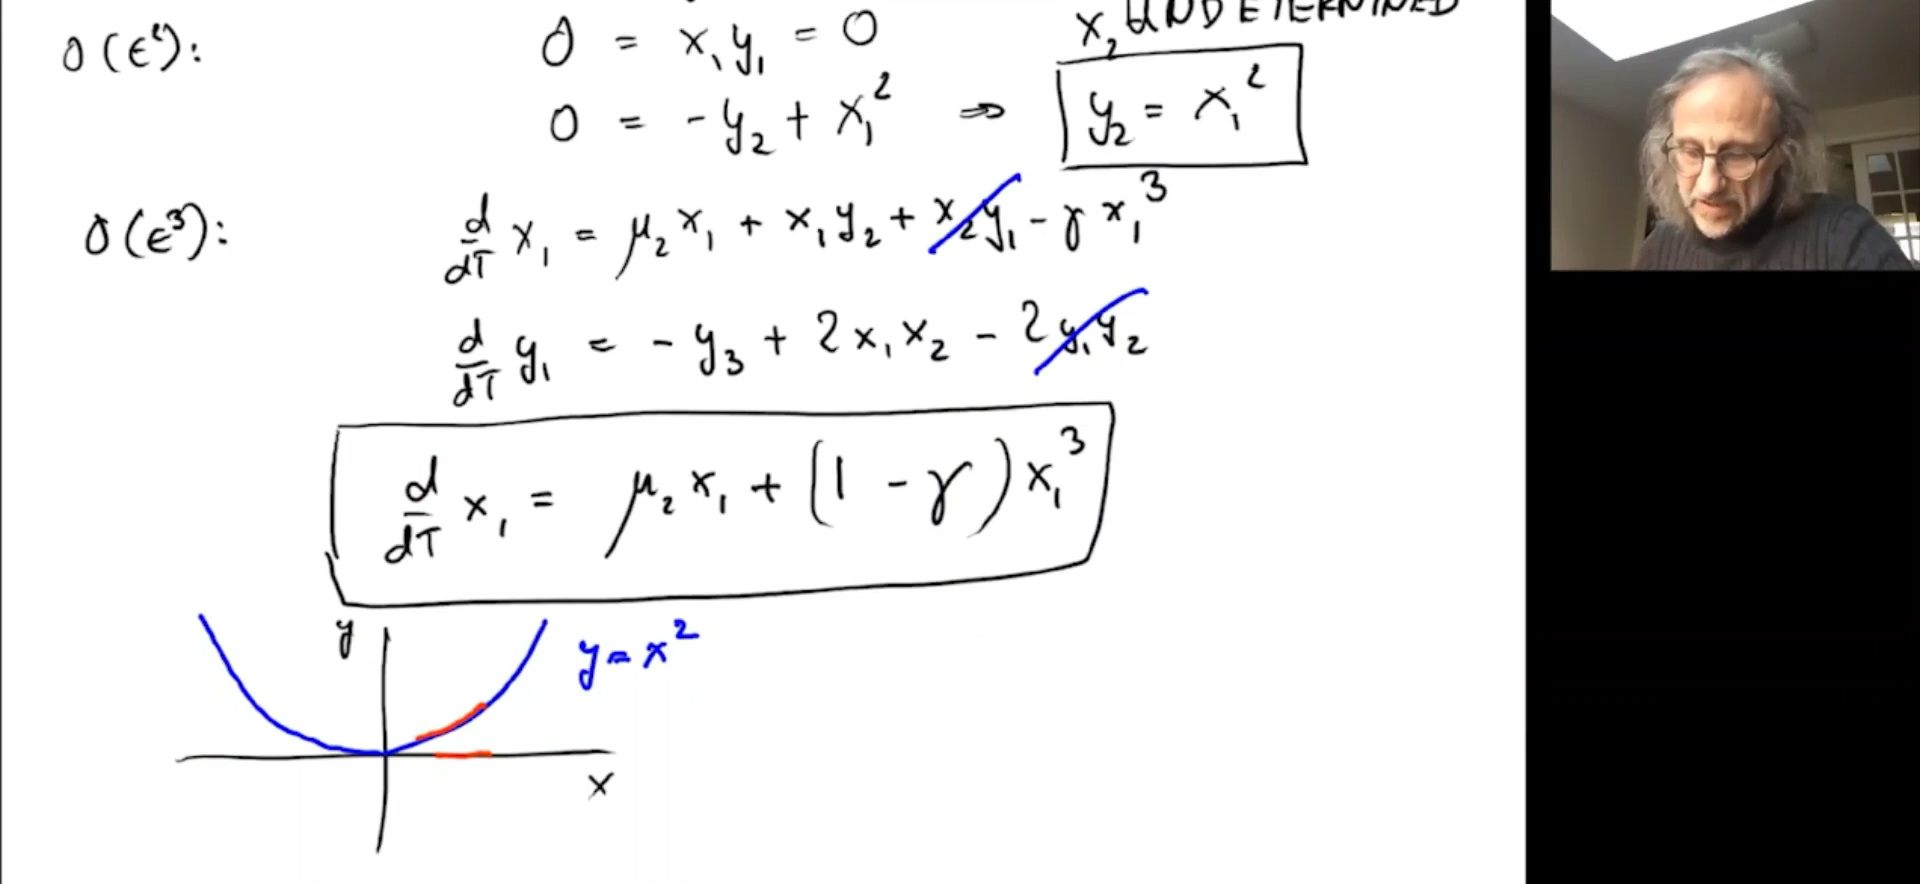 x₂ UNDETERMINED
O(ϵ²): 0 = x₁y₁ = 0
0 = -y₂ + x₁² ⇒ y₂ = x₁²
O(ϵ³): d/dT x₁ = μ₂x₁ + x₁y₂ + x₂y₁ - γx₁³
d/dT y₁ = -y₃ + 2x₁x₂ - 2y₁y₂
d/dT x₁ = μ₂x₁ + (1 - γ)x₁³
y
y = x²
x